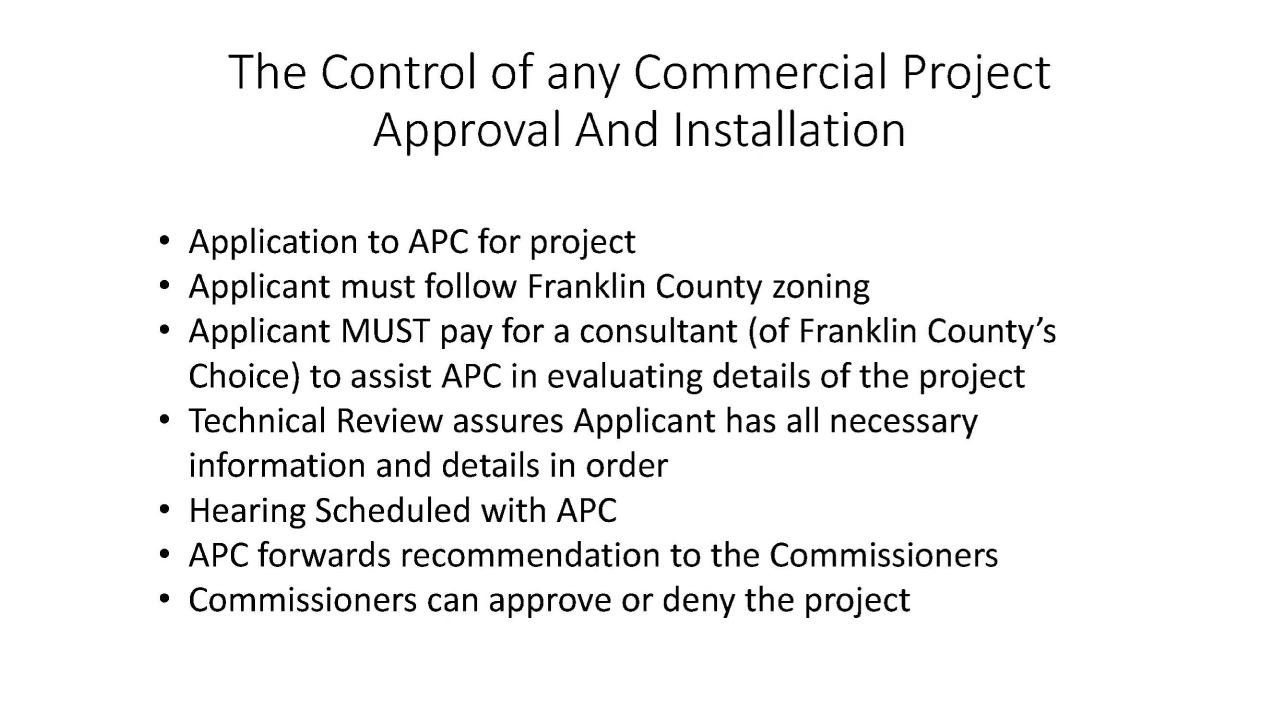 The Control of any Commercial Project
Approval And Installation
• Application to APC for project
• Applicant must follow Franklin County zoning
• Applicant MUST pay for a consultant (of Franklin County’s
Choice) to assist APC in evaluating details of the project
• Technical Review assures Applicant has all necessary
information and details in order
• Hearing Scheduled with APC
• APC forwards recommendation to the Commissioners
• Commissioners can approve or deny the project